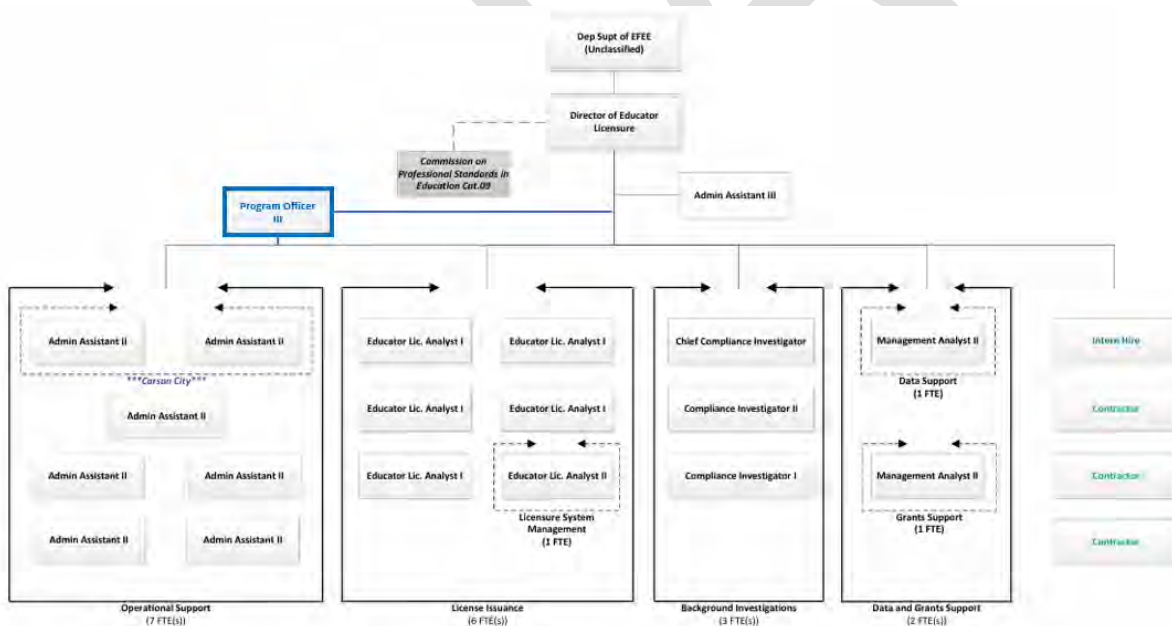 Dep Supt of EFEE
(Unclassified)
Director of Educator
Licensure
Commission on
Professional Standards in
Education Cat.09
Admin Assistant III
Program Officer
III
Admin Assistant II
Admin Assistant II
***Carson City***
Admin Assistant II
Admin Assistant II
Admin Assistant II
Admin Assistant II
Admin Assistant II
Operational Support
(7 FTE(s))
Educator Lic. Analyst I
Educator Lic. Analyst I
Educator Lic. Analyst I
Educator Lic. Analyst I
Educator Lic. Analyst I
Educator Lic. Analyst II
Licensure System
Management
(1 FTE)
License Issuance
(6 FTE(s))
Chief Compliance Investigator
Compliance Investigator II
Compliance Investigator I
Background Investigations
(3 FTE(s))
Management Analyst II
Data Support
(1 FTE)
Management Analyst II
Grants Support
(1 FTE)
Data and Grants Support
(2 FTE(s))
Intern Hire
Contractor
Contractor
Contractor